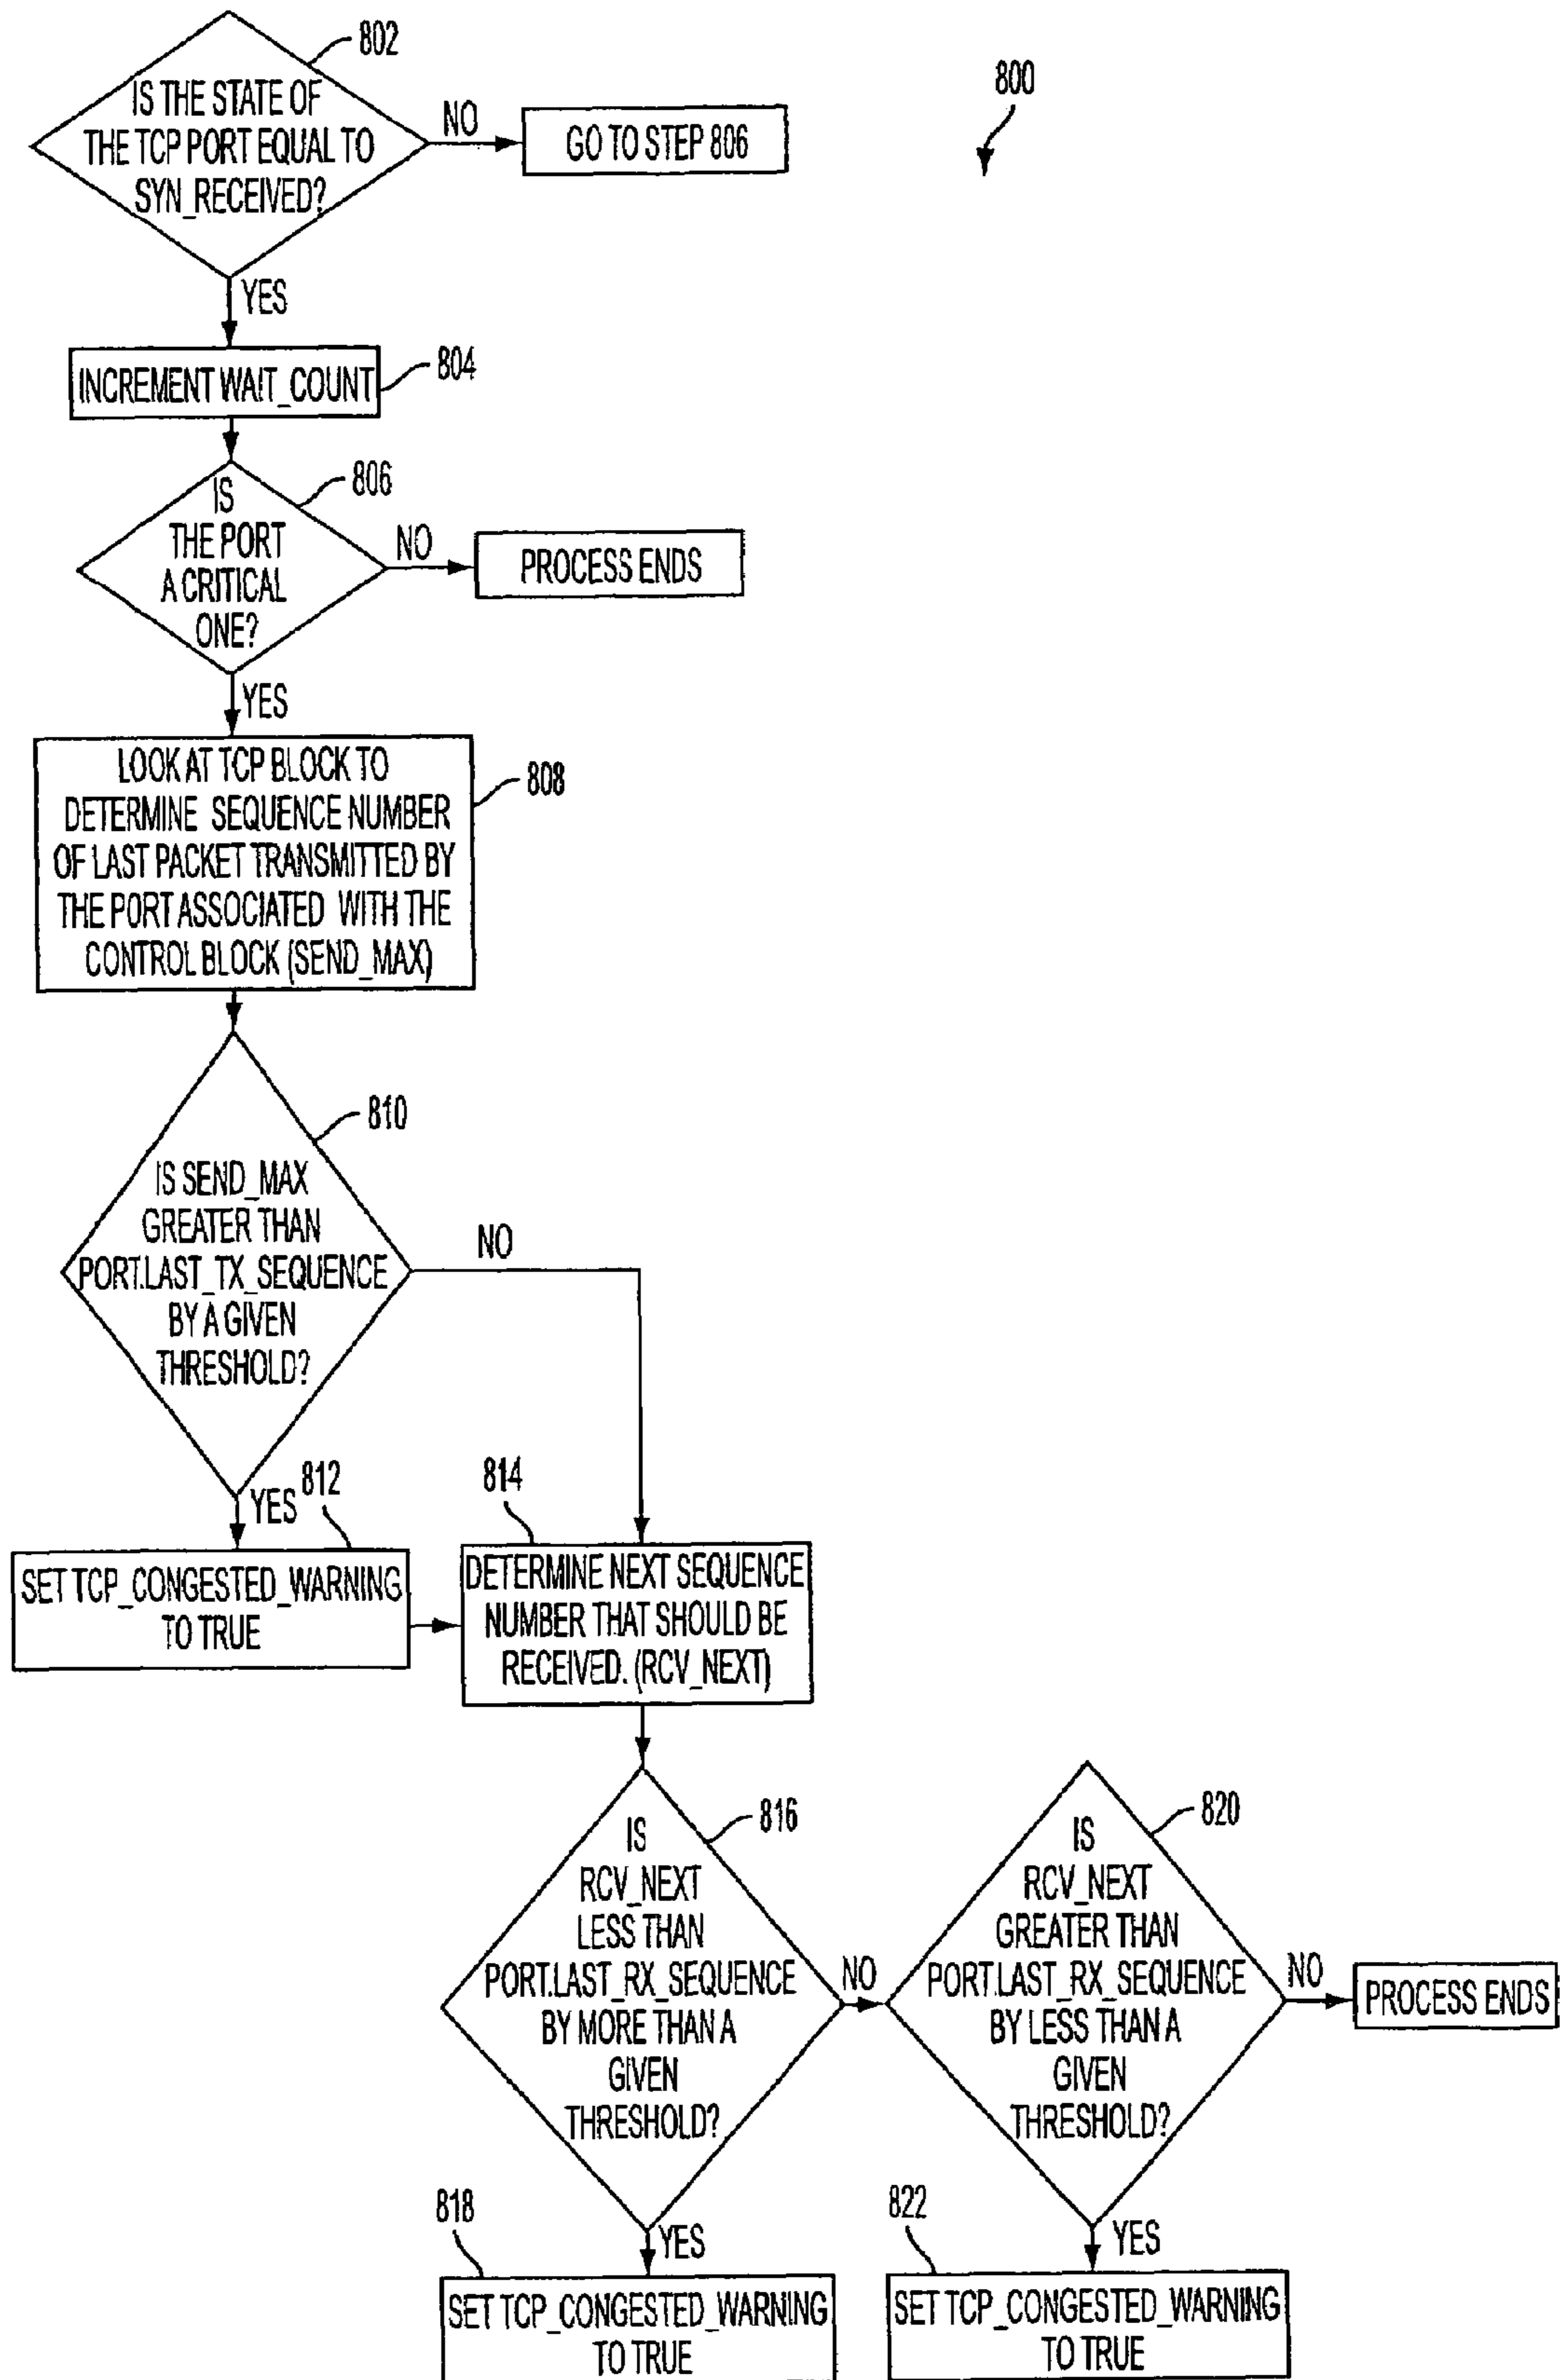 802
IS THE STATE OF
THE TCP PORT EQUAL TO
SYN_RECEIVED?
NO
GO TO STEP 806
800
YES
INCREMENT WAIT_COUNT
804
806
IS
THE PORT
A CRITICAL
ONE?
NO
PROCESS ENDS
YES
LOOK AT TCP BLOCK TO
DETERMINE SEQUENCE NUMBER
OF LAST PACKET TRANSMITTED BY
THE PORT ASSOCIATED WITH THE
CONTROL BLOCK (SEND_MAX)
808
810
IS SEND_MAX
GREATER THAN
PORT.LAST_TX_SEQUENCE
BY A GIVEN
THRESHOLD?
NO
YES
812
SET TCP_CONGESTED_WARNING
TO TRUE
814
DETERMINE NEXT SEQUENCE
NUMBER THAT SHOULD BE
RECEIVED. (RCV_NEXT)
816
IS
RCV_NEXT
LESS THAN
PORT.LAST_RX_SEQUENCE
BY MORE THAN A
GIVEN
THRESHOLD?
NO
820
IS
RCV_NEXT
GREATER THAN
PORT.LAST_RX_SEQUENCE
BY LESS THAN A
GIVEN
THRESHOLD?
NO
PROCESS ENDS
818
YES
SET TCP_CONGESTED_WARNING
TO TRUE
822
YES
SET TCP_CONGESTED_WARNING
TO TRUE